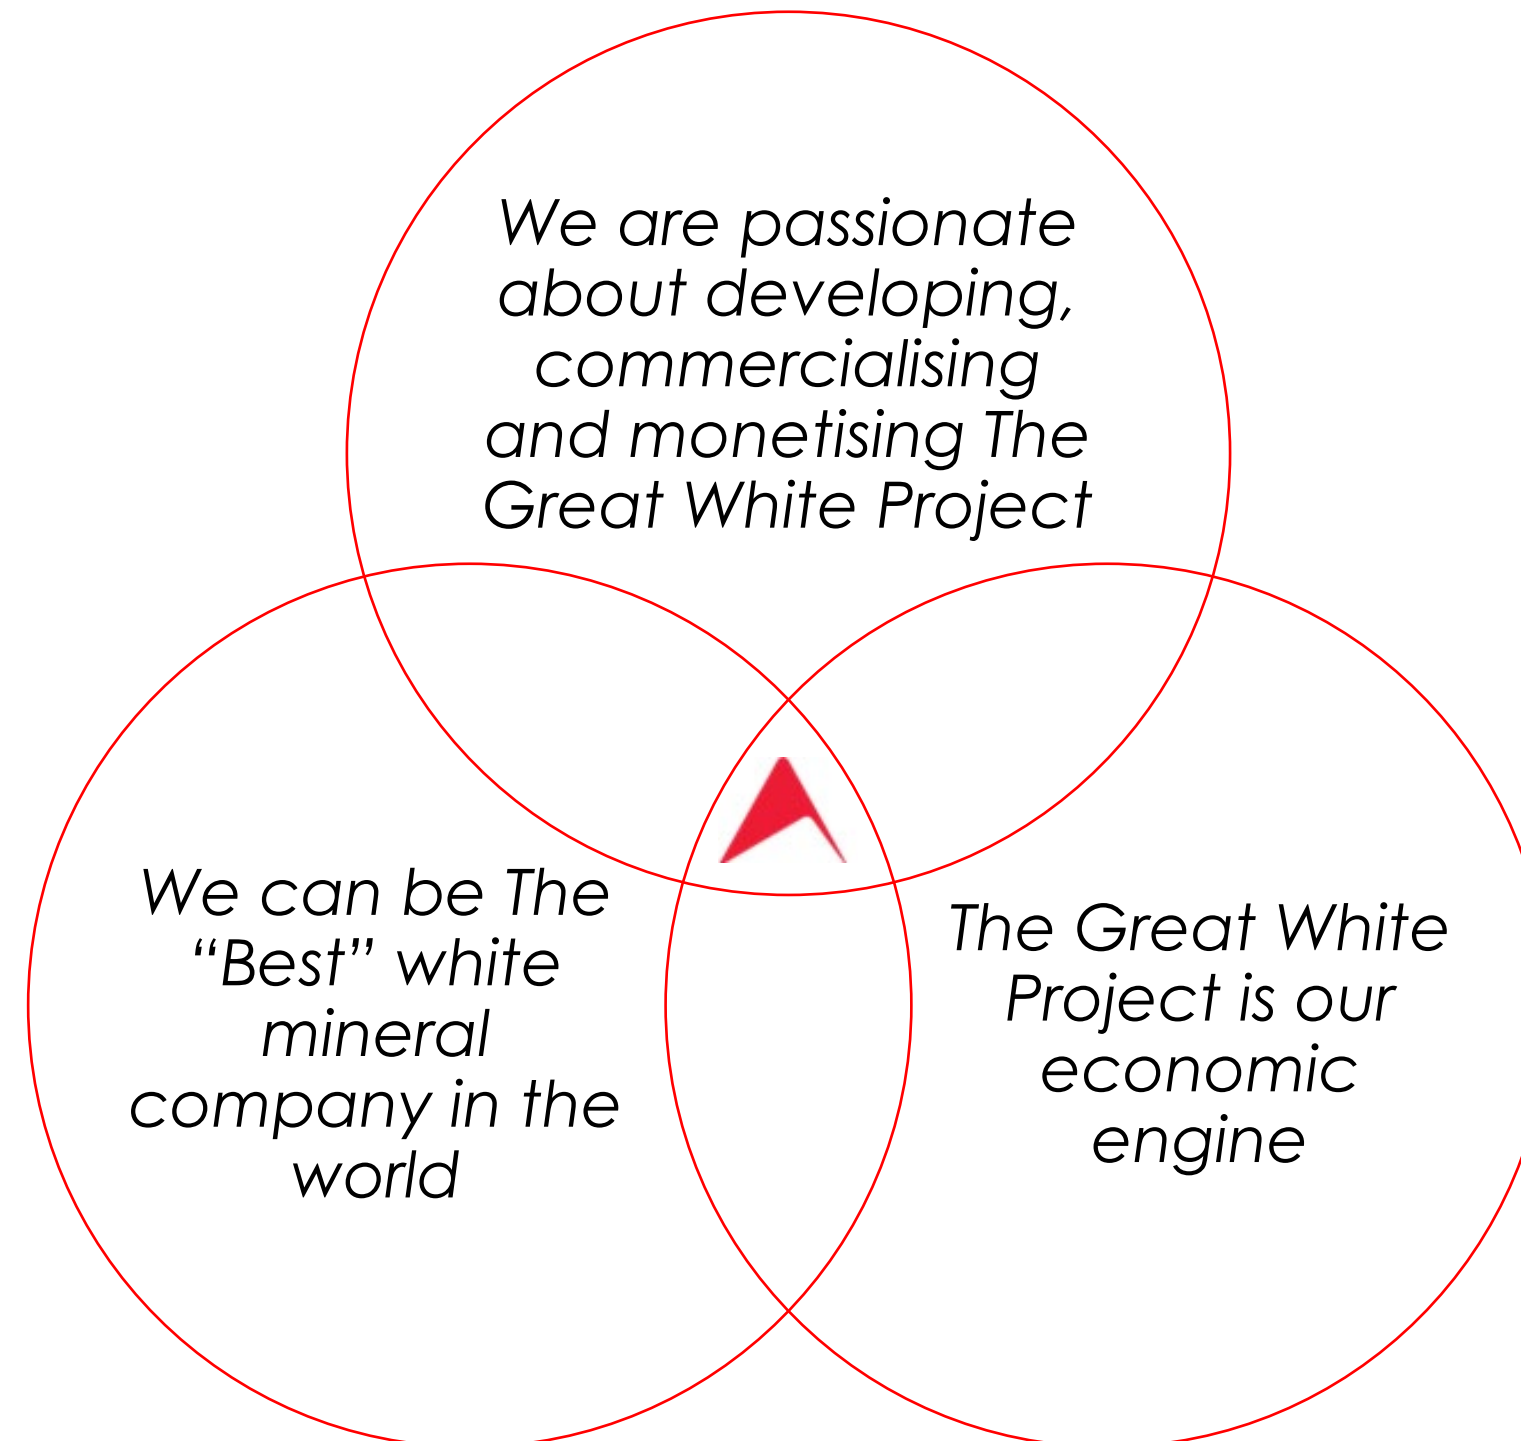 We are passionate
about developing,
commercialising
and monetising The
Great White Project
We can be The
“Best” white
mineral
company in the
world
The Great White
Project is our
economic
engine